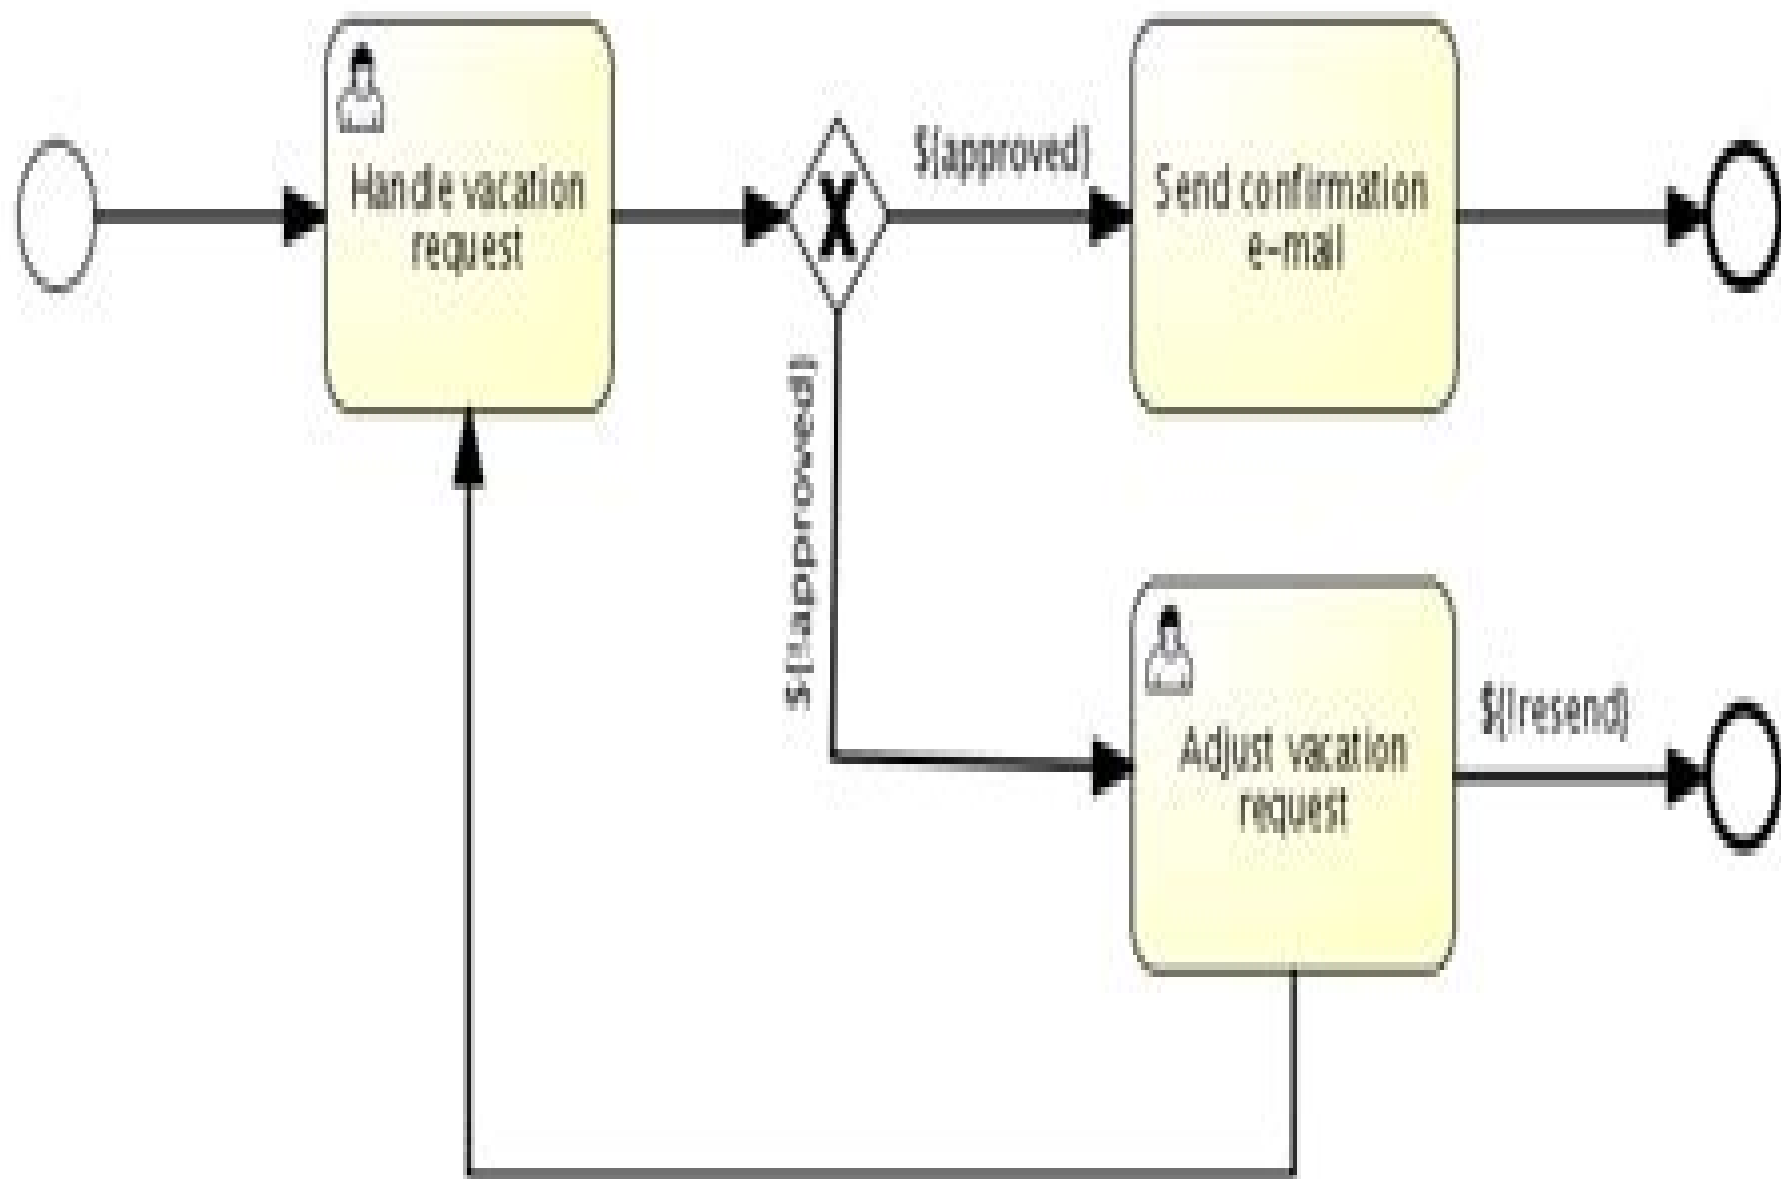 Handle vacation
request
X
${approved}
Send confirmation
e-mail
${!approved}
Adjust vacation
request
${!resend}